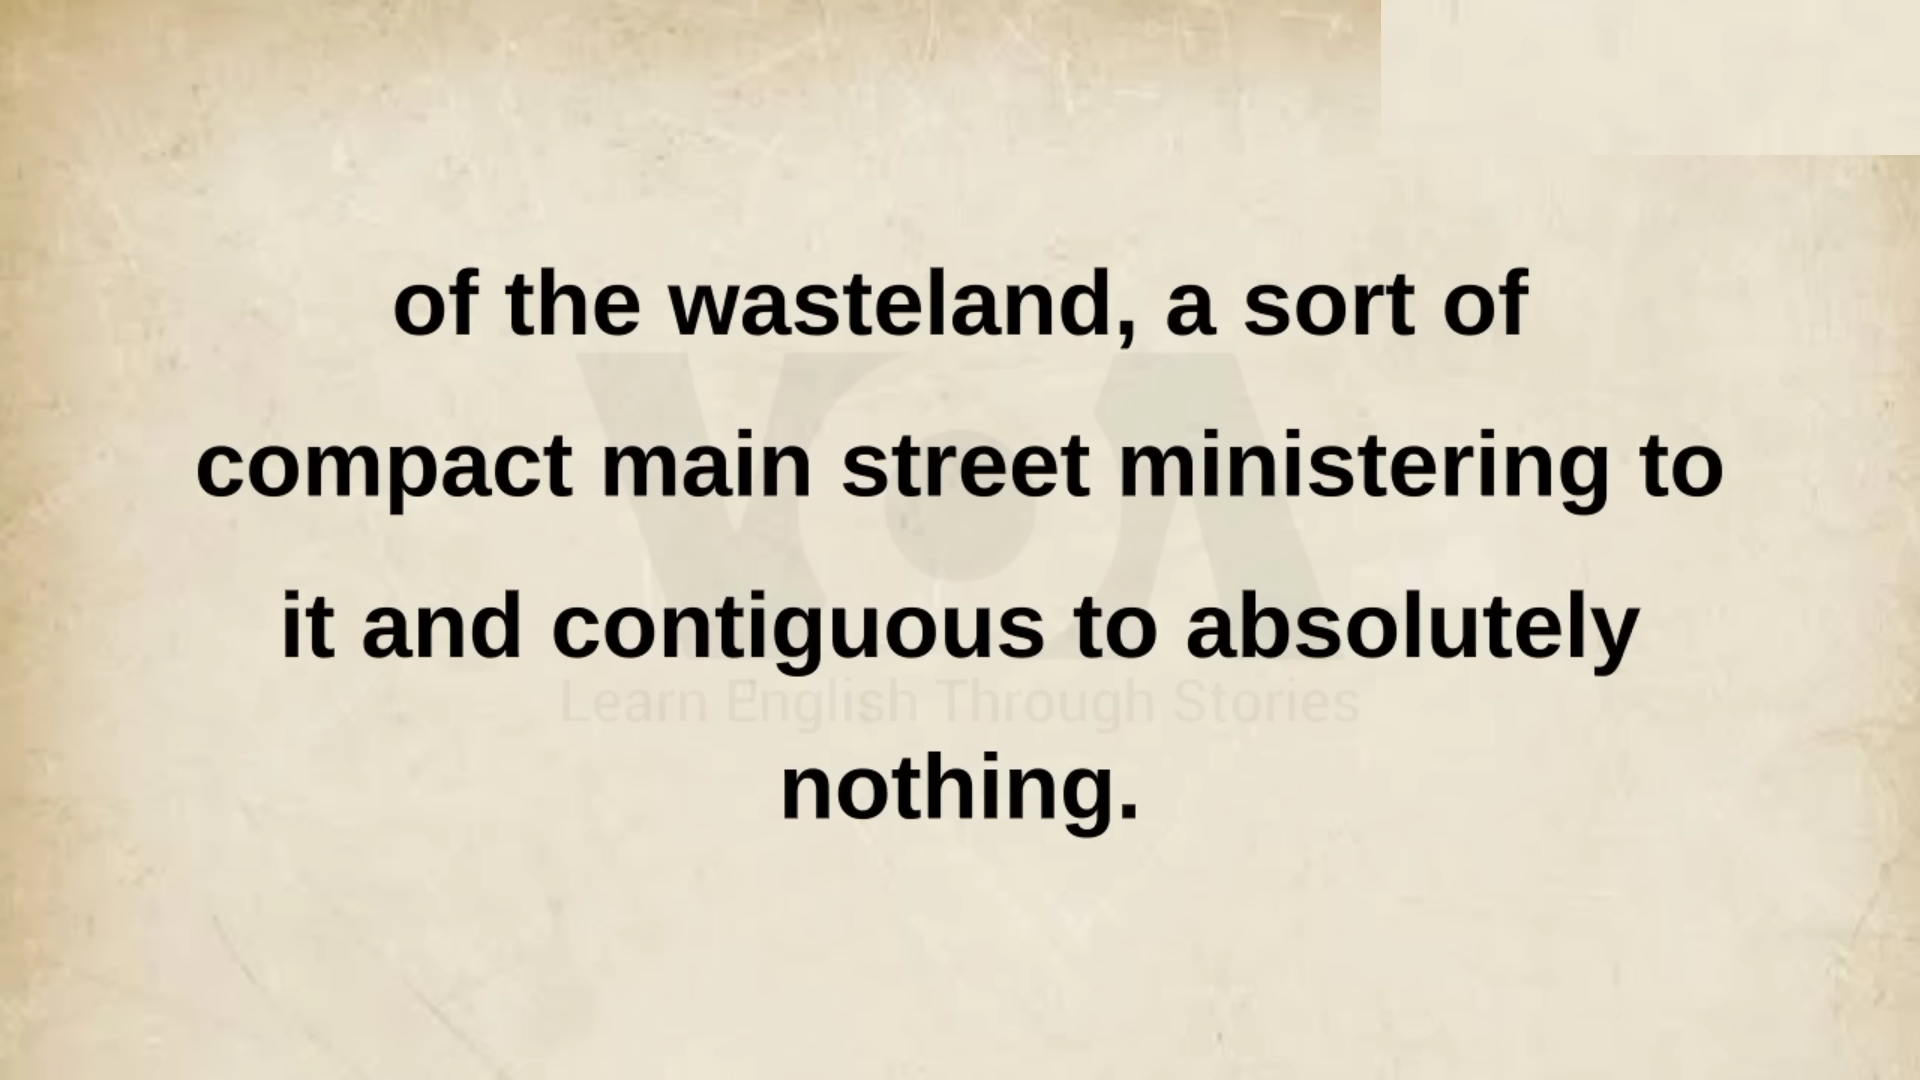 of the wasteland, a sort of
compact main street ministering to
it and contiguous to absolutely
nothing.
VOA
Learn English Through Stories